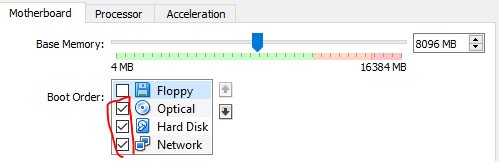 Motherboard Processor Acceleration
Base Memory: 8096 MB
4 MB 16384 MB
Boot Order: Floppy
Optical
Hard Disk
Network